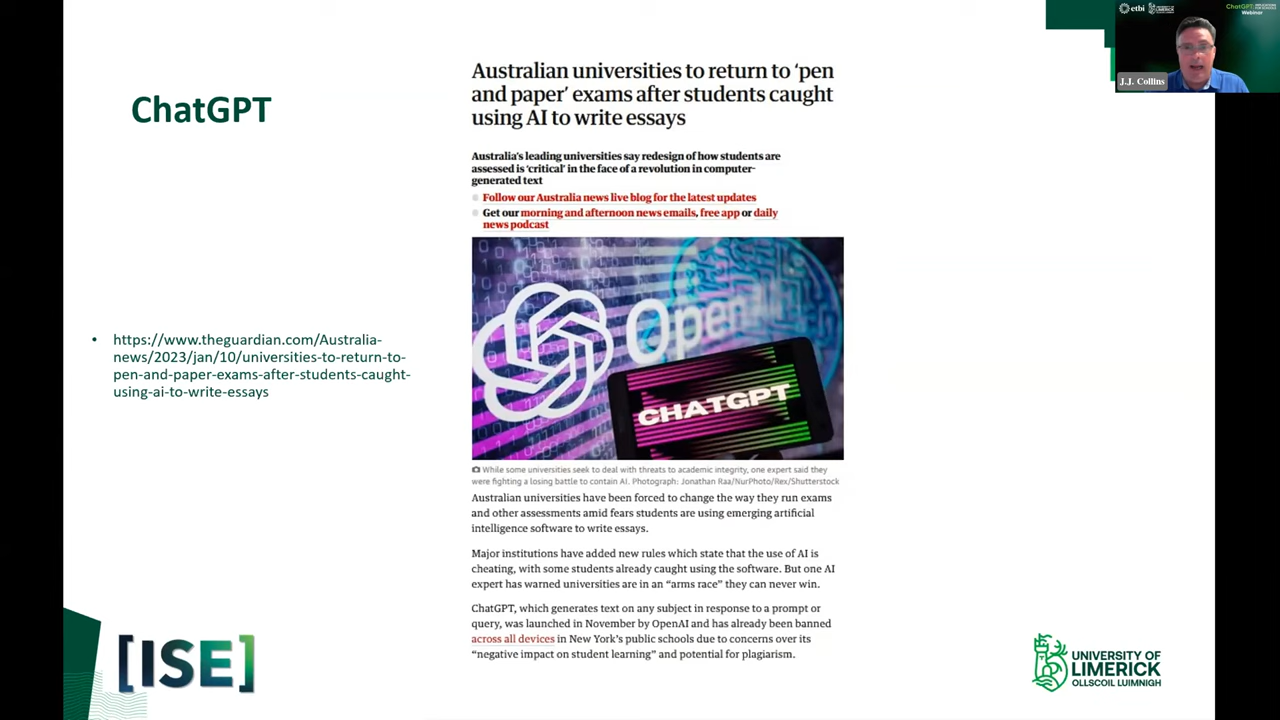 ChatGPT
Australian universities to return to ‘pen
and paper’ exams after students caught
using AI to write essays
Australia’s leading universities say redesign of how students are
assessed is ‘critical’ in the face of a revolution in computer-
generated text
Follow our Australia news live blog for the latest updates
Get our morning and afternoon news emails, free app or daily
news podcast
OpenAI
CHATGPT
While some universities seek to deal with threats to academic integrity, one expert said they
were fighting a losing battle to contain AI. Photograph: Jonathan Raa/NurPhoto/Rex/Shutterstock
Australian universities have been forced to change the way they run exams
and other assessments amid fears students are using emerging artificial
intelligence software to write essays.
Major institutions have added new rules which state that the use of AI is
cheating, with some students already caught using the software. But one AI
expert has warned universities are in an “arms race” they can never win.
ChatGPT, which generates text on any subject in response to a prompt or
query, was launched in November by OpenAI and has already been banned
across all devices in New York’s public schools due to concerns over its
“negative impact on student learning” and potential for plagiarism.
• https://www.theguardian.com/Australia-
news/2023/jan/10/universities-to-return-to-
pen-and-paper-exams-after-students-caught-
using-ai-to-write-essays
[ISE]
UNIVERSITY OF
LIMERICK
OLLSCOIL LUIMNIGH
etbi
ChatGPT:
Webinar
J.J. Collins